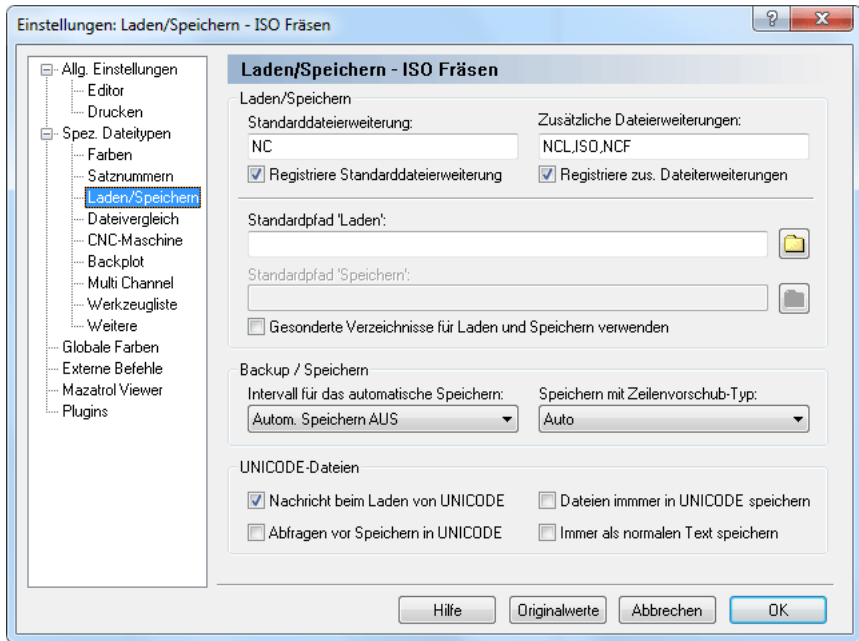 Einstellungen: Laden/Speichern - ISO Fräsen
Allg. Einstellungen
Editor
Drucken
Spez. Dateitypen
Farben
Satznummern
Laden/Speichern
Dateivergleich
CNC-Maschine
Backplot
Multi Channel
Werkzeugliste
Weitere
Globale Farben
Externe Befehle
Mazatrol Viewer
Plugins
Laden/Speichern - ISO Fräsen
Laden/Speichern
Standarddateierweiterung: Zusätzliche Dateierweiterungen:
NC NCL,ISO,NCF
Registriere Standarddateierweiterung Registriere zus. Dateiterweiterungen
Standardpfad 'Laden':
Standardpfad 'Speichern':
Gesonderte Verzeichnisse für Laden und Speichern verwenden
Backup / Speichern
Intervall für das automatische Speichern: Speichern mit Zeilenvorschub-Typ:
Autom. Speichern AUS Auto
UNICODE-Dateien
Nachricht beim Laden von UNICODE Dateien immmer in UNICODE speichern
Abfragen vor Speichern in UNICODE Immer als normalen Text speichern
Hilfe Originalwerte Abbrechen OK